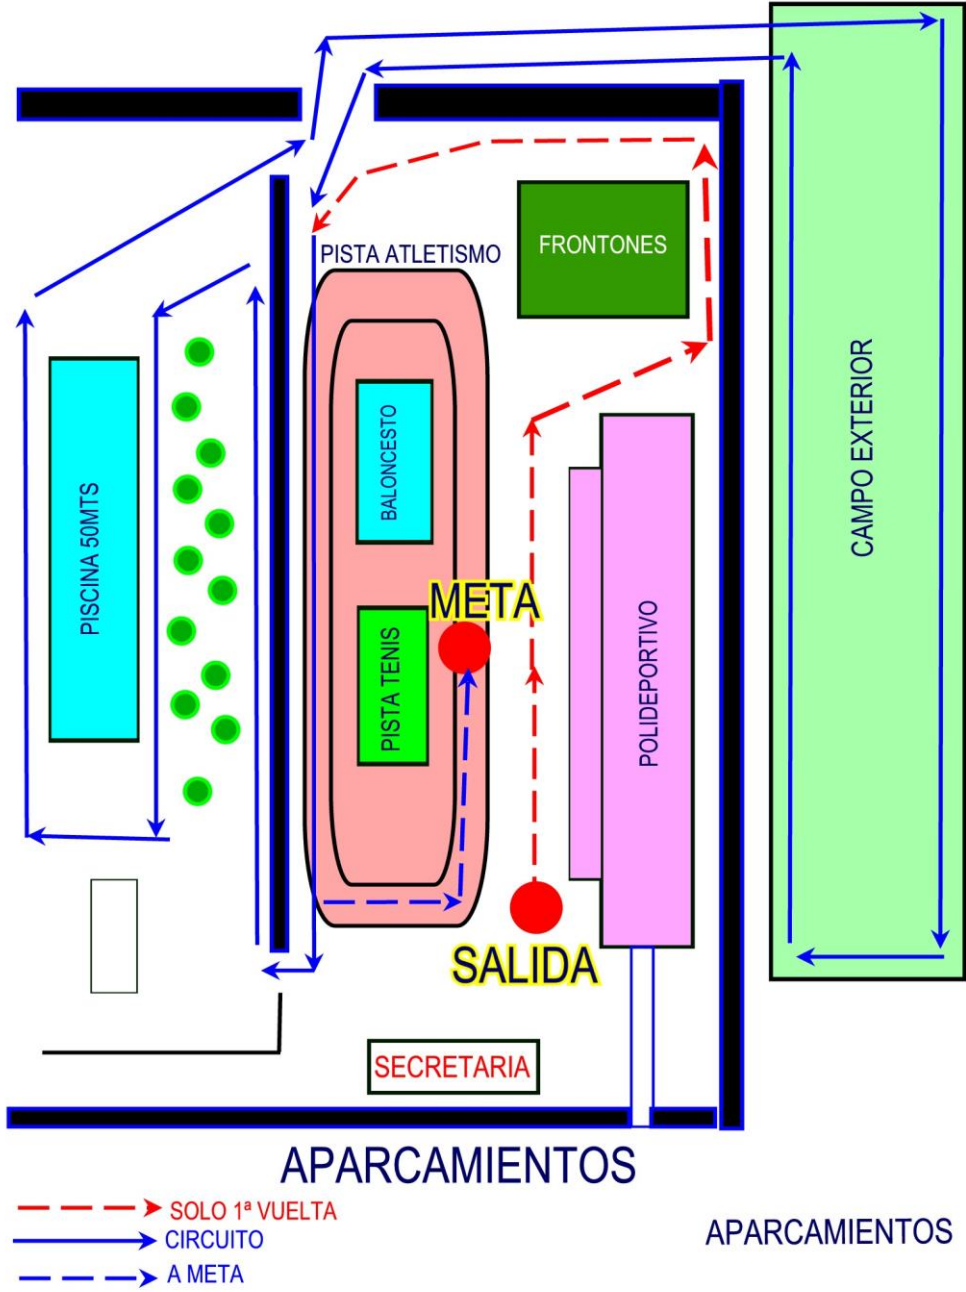 PISTA ATLETISMO
FRONTONES
BALONCESTO
CAMPO EXTERIOR
PISCINA 50MTS
META
PISTA TENIS
POLIDEPORTIVO
SALIDA
SECRETARIA
APARCAMIENTOS
SOLO 1ª VUELTA
CIRCUITO
A META
APARCAMIENTOS